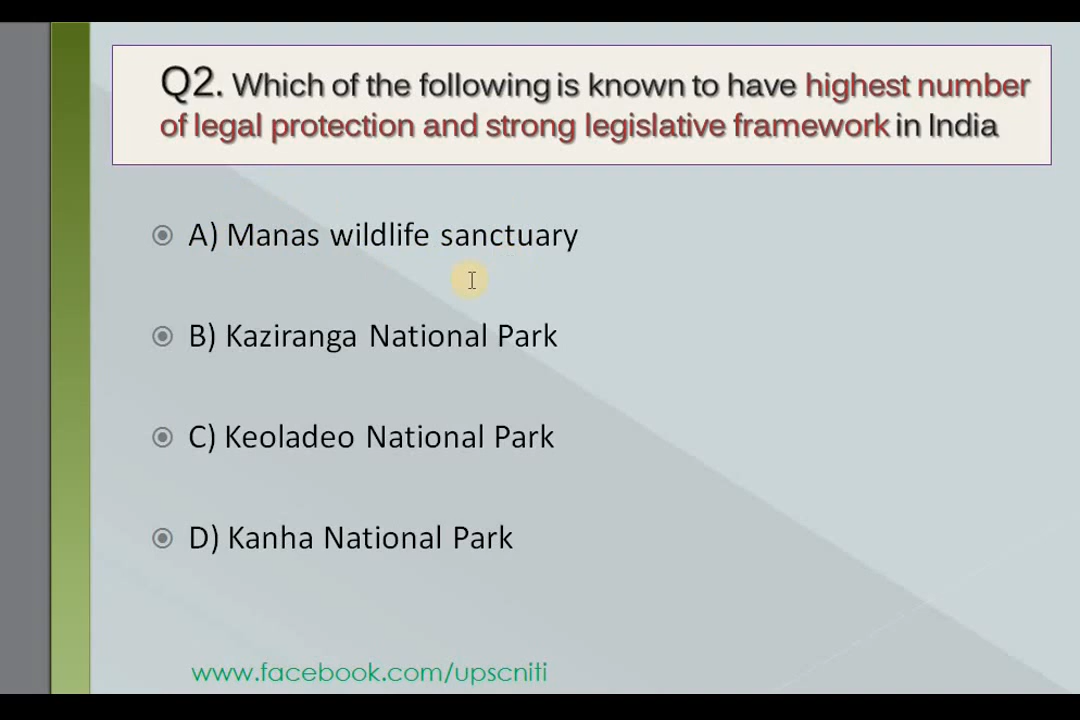 Q2. Which of the following is known to have highest number
of legal protection and strong legislative framework in India
A) Manas wildlife sanctuary
B) Kaziranga National Park
C) Keoladeo National Park
D) Kanha National Park
www.facebook.com/upscniti